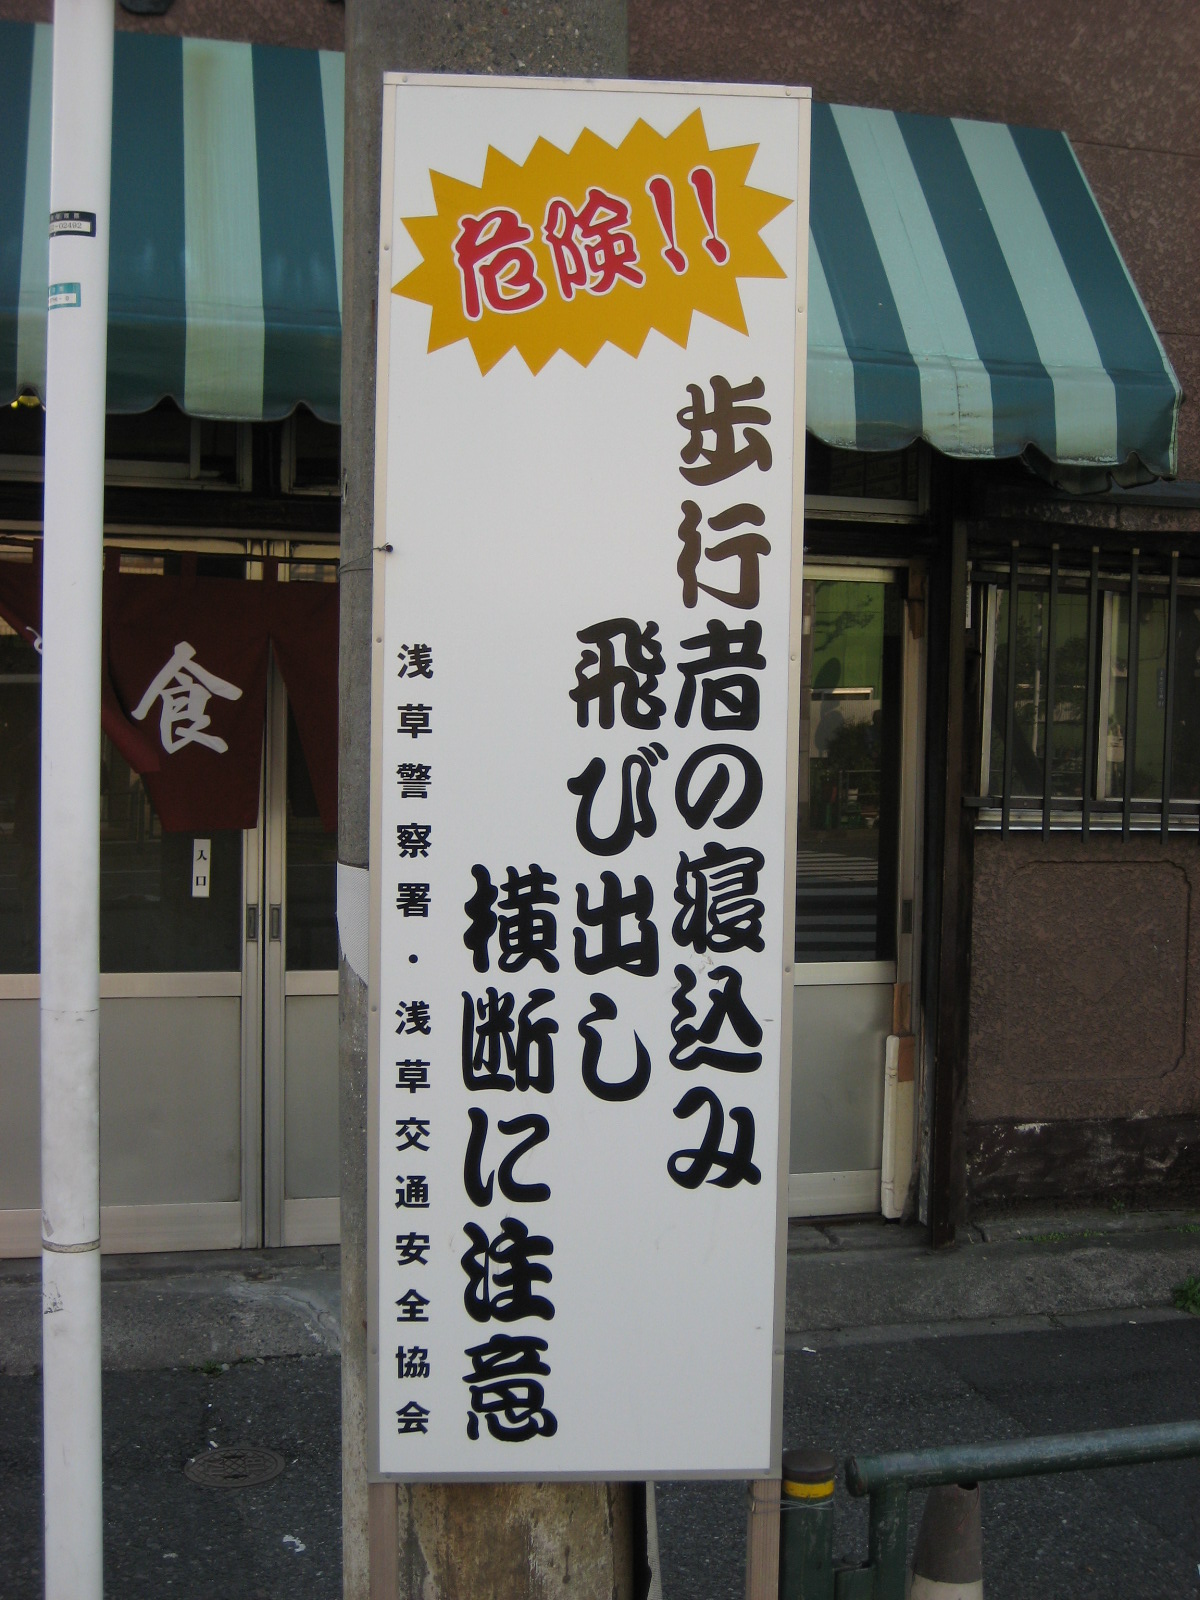 危険!!
歩行者の寝込み
飛び出し
横断に注意
浅草警察署・浅草交通安全協会
食
入口